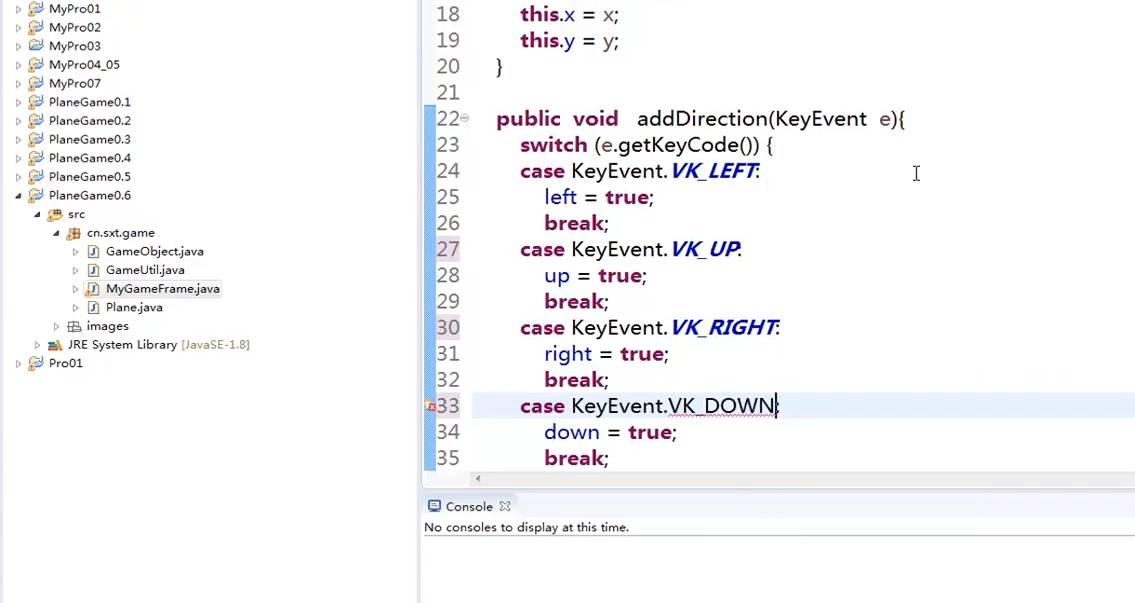 MyPro01
MyPro02
MyPro03
MyPro04_05
MyPro07
PlaneGame0.1
PlaneGame0.2
PlaneGame0.3
PlaneGame0.4
PlaneGame0.5
PlaneGame0.6
src
cn.sxt.game
GameObject.java
GameUtil.java
MyGameFrame.java
Plane.java
images
JRE System Library [JavaSE-1.8]
Pro01
18 this.x = x;
19 this.y = y;
20 }
21
22 public void addDirection(KeyEvent e){
23 switch (e.getKeyCode()) {
24 case KeyEvent.VK_LEFT:
25 left = true;
26 break;
27 case KeyEvent.VK_UP:
28 up = true;
29 break;
30 case KeyEvent.VK_RIGHT:
31 right = true;
32 break;
33 case KeyEvent.VK_DOWN:
34 down = true;
35 break;
Console
No consoles to display at this time.